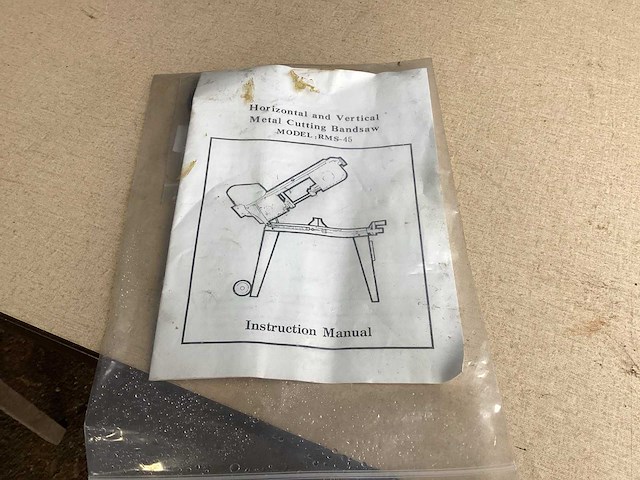 Horizontal and Vertical
Metal Cutting Bandsaw
MODEL: RMS-45
Instruction Manual